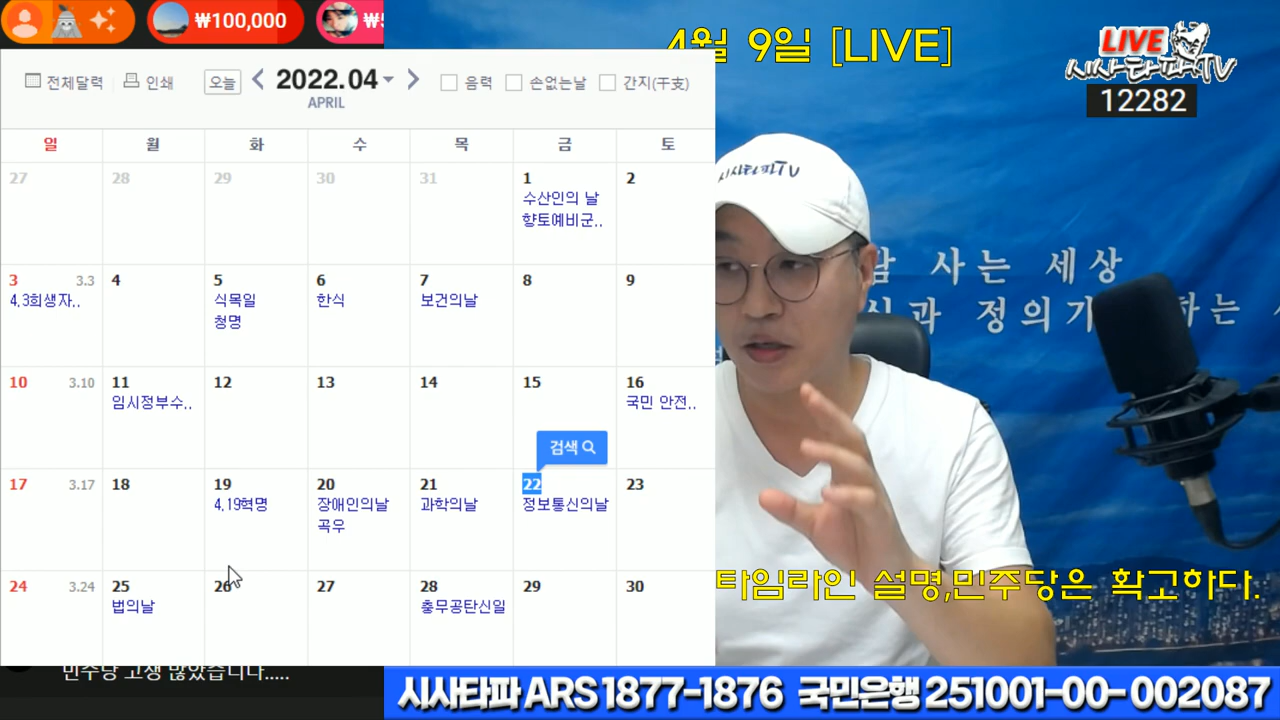 ₩100,000
4월 9일 [LIVE]
LIVE
시사타파TV
12282
전체달력
인쇄
오늘
2022.04
APRIL
음력
손없는날
간지(干支)
일 월 화 수 목 금 토
27 28 29 30 31 1 2
수산인의 날
향토예비군..
3 3.3 4 5 6 7 8 9
4.3희생자.. 식목일 한식 보건의날
청명
10 3.10 11 12 13 14 15 16
임시정부수.. 국민 안전..
검색
17 3.17 18 19 20 21 22 23
4.19혁명 장애인의날 과학의날 정보통신의날
곡우
24 3.24 25 26 27 28 29 30
법의날 충무공탄신일
시사타파TV
사는 세상
정의가
하는
타임라인 설명,민주당은 확고하다.
민주당 고생 많았습니다.....
시사타파 ARS 1877-1876 국민은행 251001-00- 002087